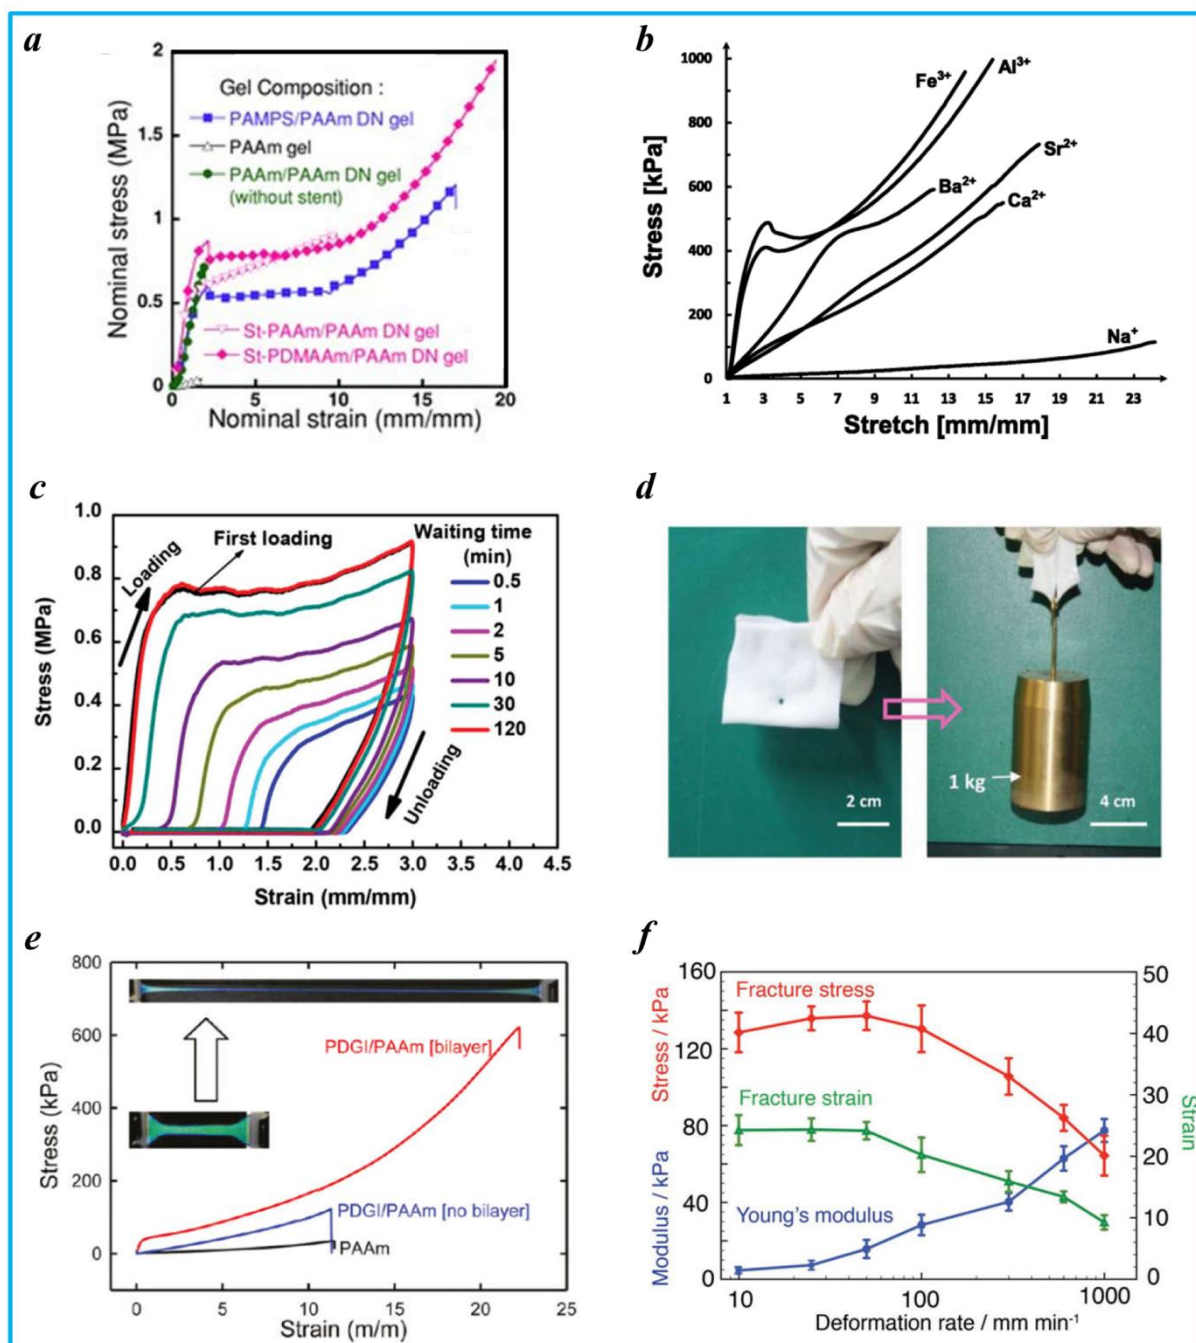 a
2
1.5
1
0.5
0
Nominal stress (MPa)
Gel Composition :
PAMPS/PAAm DN gel
PAAm gel
PAAm/PAAm DN gel
(without stent)
St-PAAm/PAAm DN gel
St-PDMAAm/PAAm DN gel
0 5 10 15 20
Nominal strain (mm/mm)
b
1000
800
600
400
200
0
Stress [kPa]
Fe³⁺
Al³⁺
Sr²⁺
Ba²⁺
Ca²⁺
Na⁺
1 3 5 7 9 11 13 15 17 19 21 23
Stretch [mm/mm]
c
1.0
0.8
0.6
0.4
0.2
0.0
Stress (MPa)
Loading
First loading
Unloading
Waiting time
(min)
0.5
1
2
5
10
30
120
0.0 0.5 1.0 1.5 2.0 2.5 3.0 3.5 4.0 4.5
Strain (mm/mm)
d
2 cm
1 kg
4 cm
e
800
600
400
200
0
Stress (kPa)
PDGI/PAAm [bilayer]
PDGI/PAAm [no bilayer]
PAAm
0 5 10 15 20 25
Strain (m/m)
f
160
120
80
40
0
Stress / kPa
Modulus / kPa
Fracture stress
Fracture strain
Young's modulus
50
40
30
20
10
0
Strain
10 100 1000
Deformation rate / mm min⁻¹